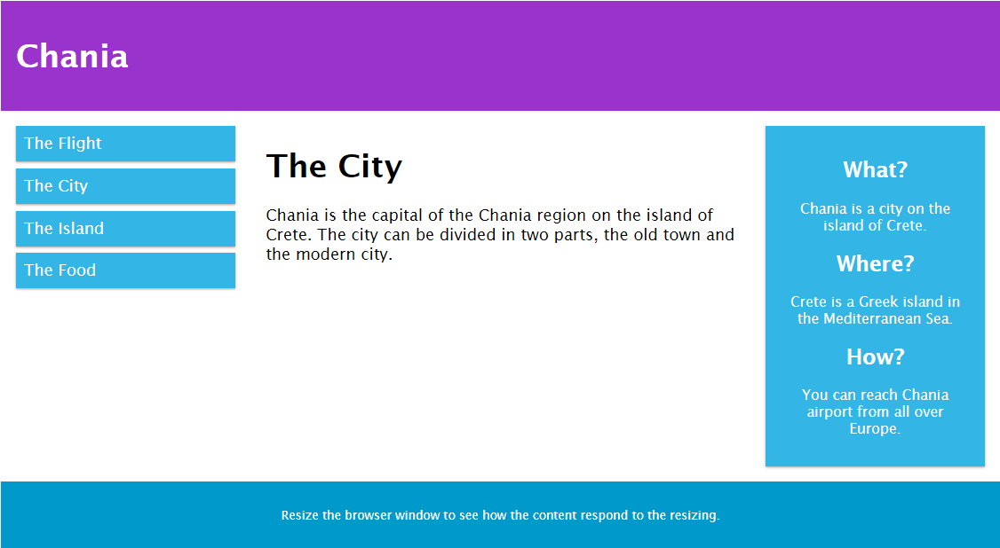 Chania
The Flight
The City
The Island
The Food
The City
Chania is the capital of the Chania region on the island of
Crete. The city can be divided in two parts, the old town and
the modern city.
What?
Chania is a city on the
island of Crete.
Where?
Crete is a Greek island in
the Mediterranean Sea.
How?
You can reach Chania
airport from all over
Europe.
Resize the browser window to see how the content respond to the resizing.